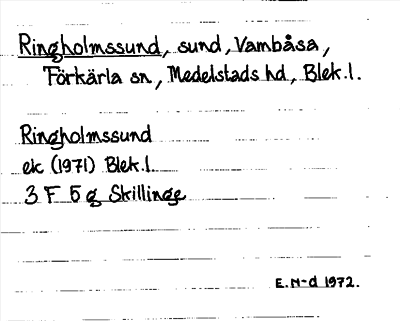 Ringholmssund, sund, Vambåsa,
Förkärla sn, Medelstads hd, Blek.l.
Ringholmssund
ek (1971) Blek.l.
3 F 5 g Skillinge
E.N-d 1972.